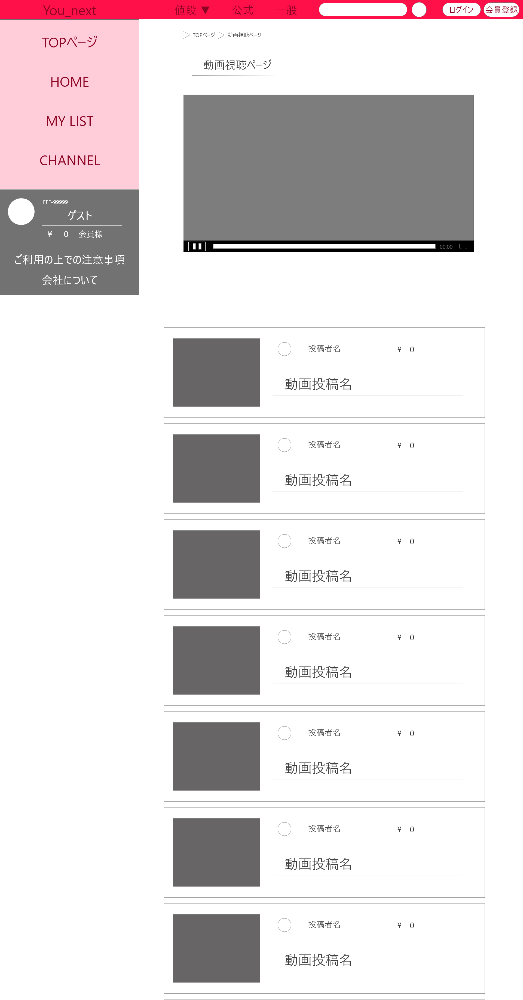 You_next 値段 ▼ 公式 一般 ログイン 会員登録
TOPページ
HOME
MY LIST
CHANNEL
FFF-99999
ゲスト
¥ 0 会員様
ご利用の上での注意事項
会社について
TOPページ 動画視聴ページ
動画視聴ページ
00:00
投稿者名 ¥ 0
動画投稿名
投稿者名 ¥ 0
動画投稿名
投稿者名 ¥ 0
動画投稿名
投稿者名 ¥ 0
動画投稿名
投稿者名 ¥ 0
動画投稿名
投稿者名 ¥ 0
動画投稿名
投稿者名 ¥ 0
動画投稿名